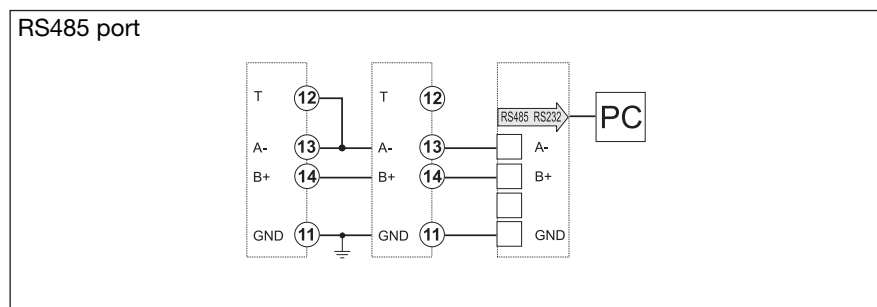 RS485 port
T 12 T 12
RS485 RS232 PC
A- 13 A- 13 A-
B+ 14 B+ 14 B+
GND 11 GND 11 GND